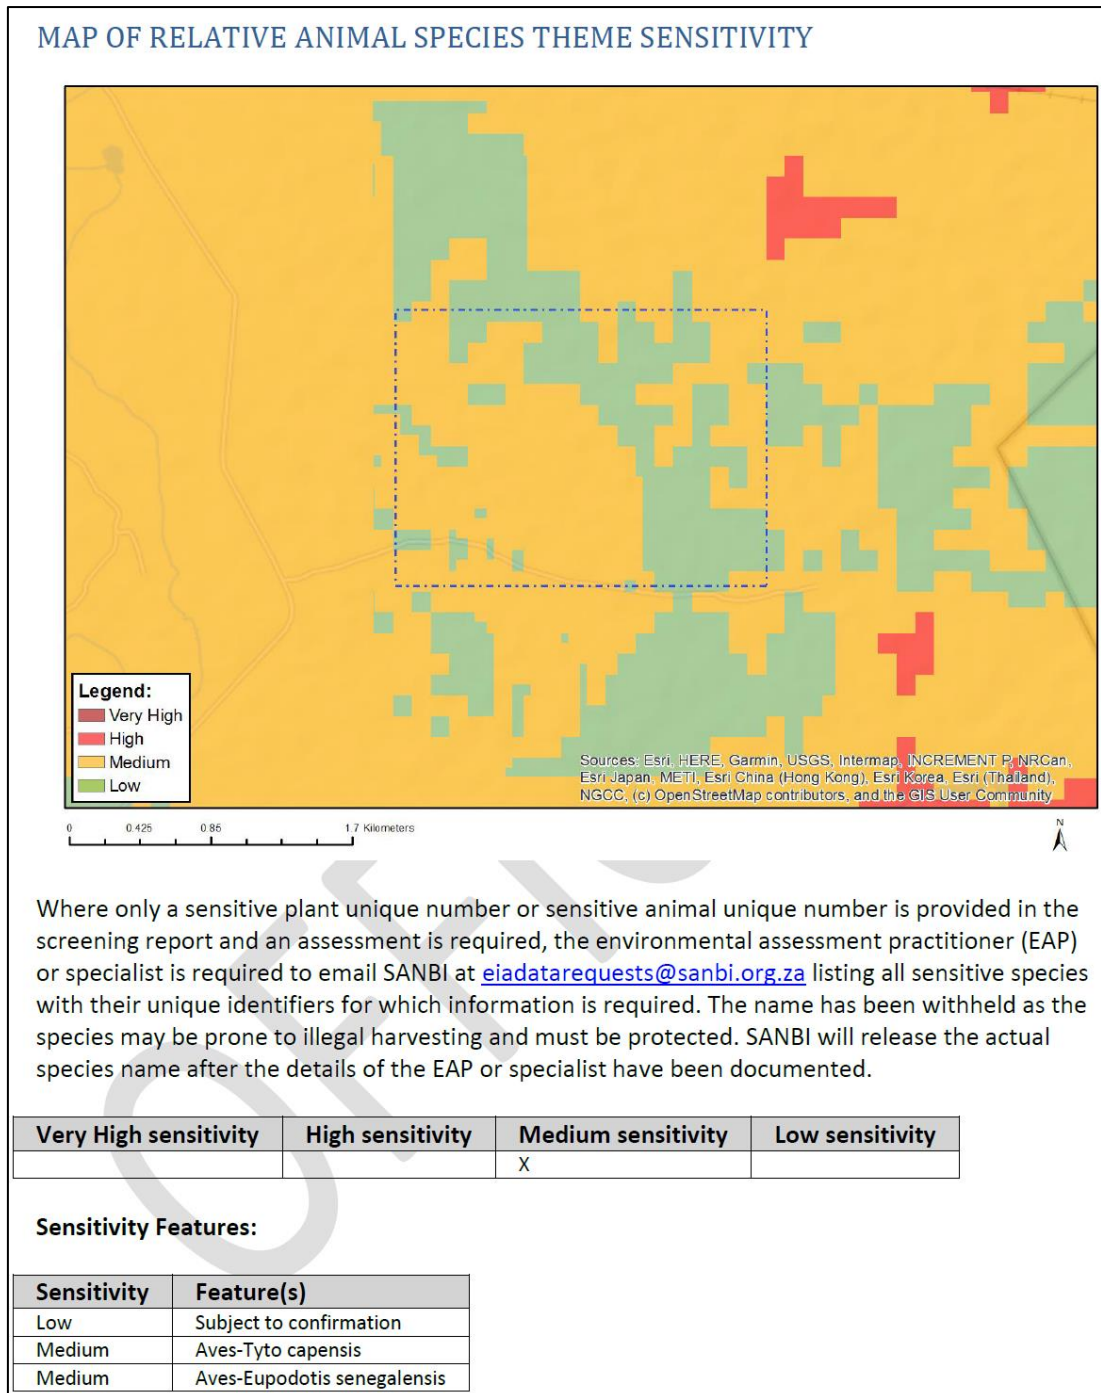 MAP OF RELATIVE ANIMAL SPECIES THEME SENSITIVITY
Legend:
Very High
High
Medium
Low
Sources: Esri, HERE, Garmin, USGS, Intermap, INCREMENT P, NRCan,
Esri Japan, METI, Esri China (Hong Kong), Esri Korea, Esri (Thailand),
NGCC, (c) OpenStreetMap contributors, and the GIS User Community
0 0.425 0.85 1.7 Kilometers
N
Where only a sensitive plant unique number or sensitive animal unique number is provided in the
screening report and an assessment is required, the environmental assessment practitioner (EAP)
or specialist is required to email SANBI at eiadatarequests@sanbi.org.za listing all sensitive species
with their unique identifiers for which information is required. The name has been withheld as the
species may be prone to illegal harvesting and must be protected. SANBI will release the actual
species name after the details of the EAP or specialist have been documented.
Very High sensitivity High sensitivity Medium sensitivity Low sensitivity
X
Sensitivity Features:
Sensitivity Feature(s)
Low Subject to confirmation
Medium Aves-Tyto capensis
Medium Aves-Eupodotis senegalensis